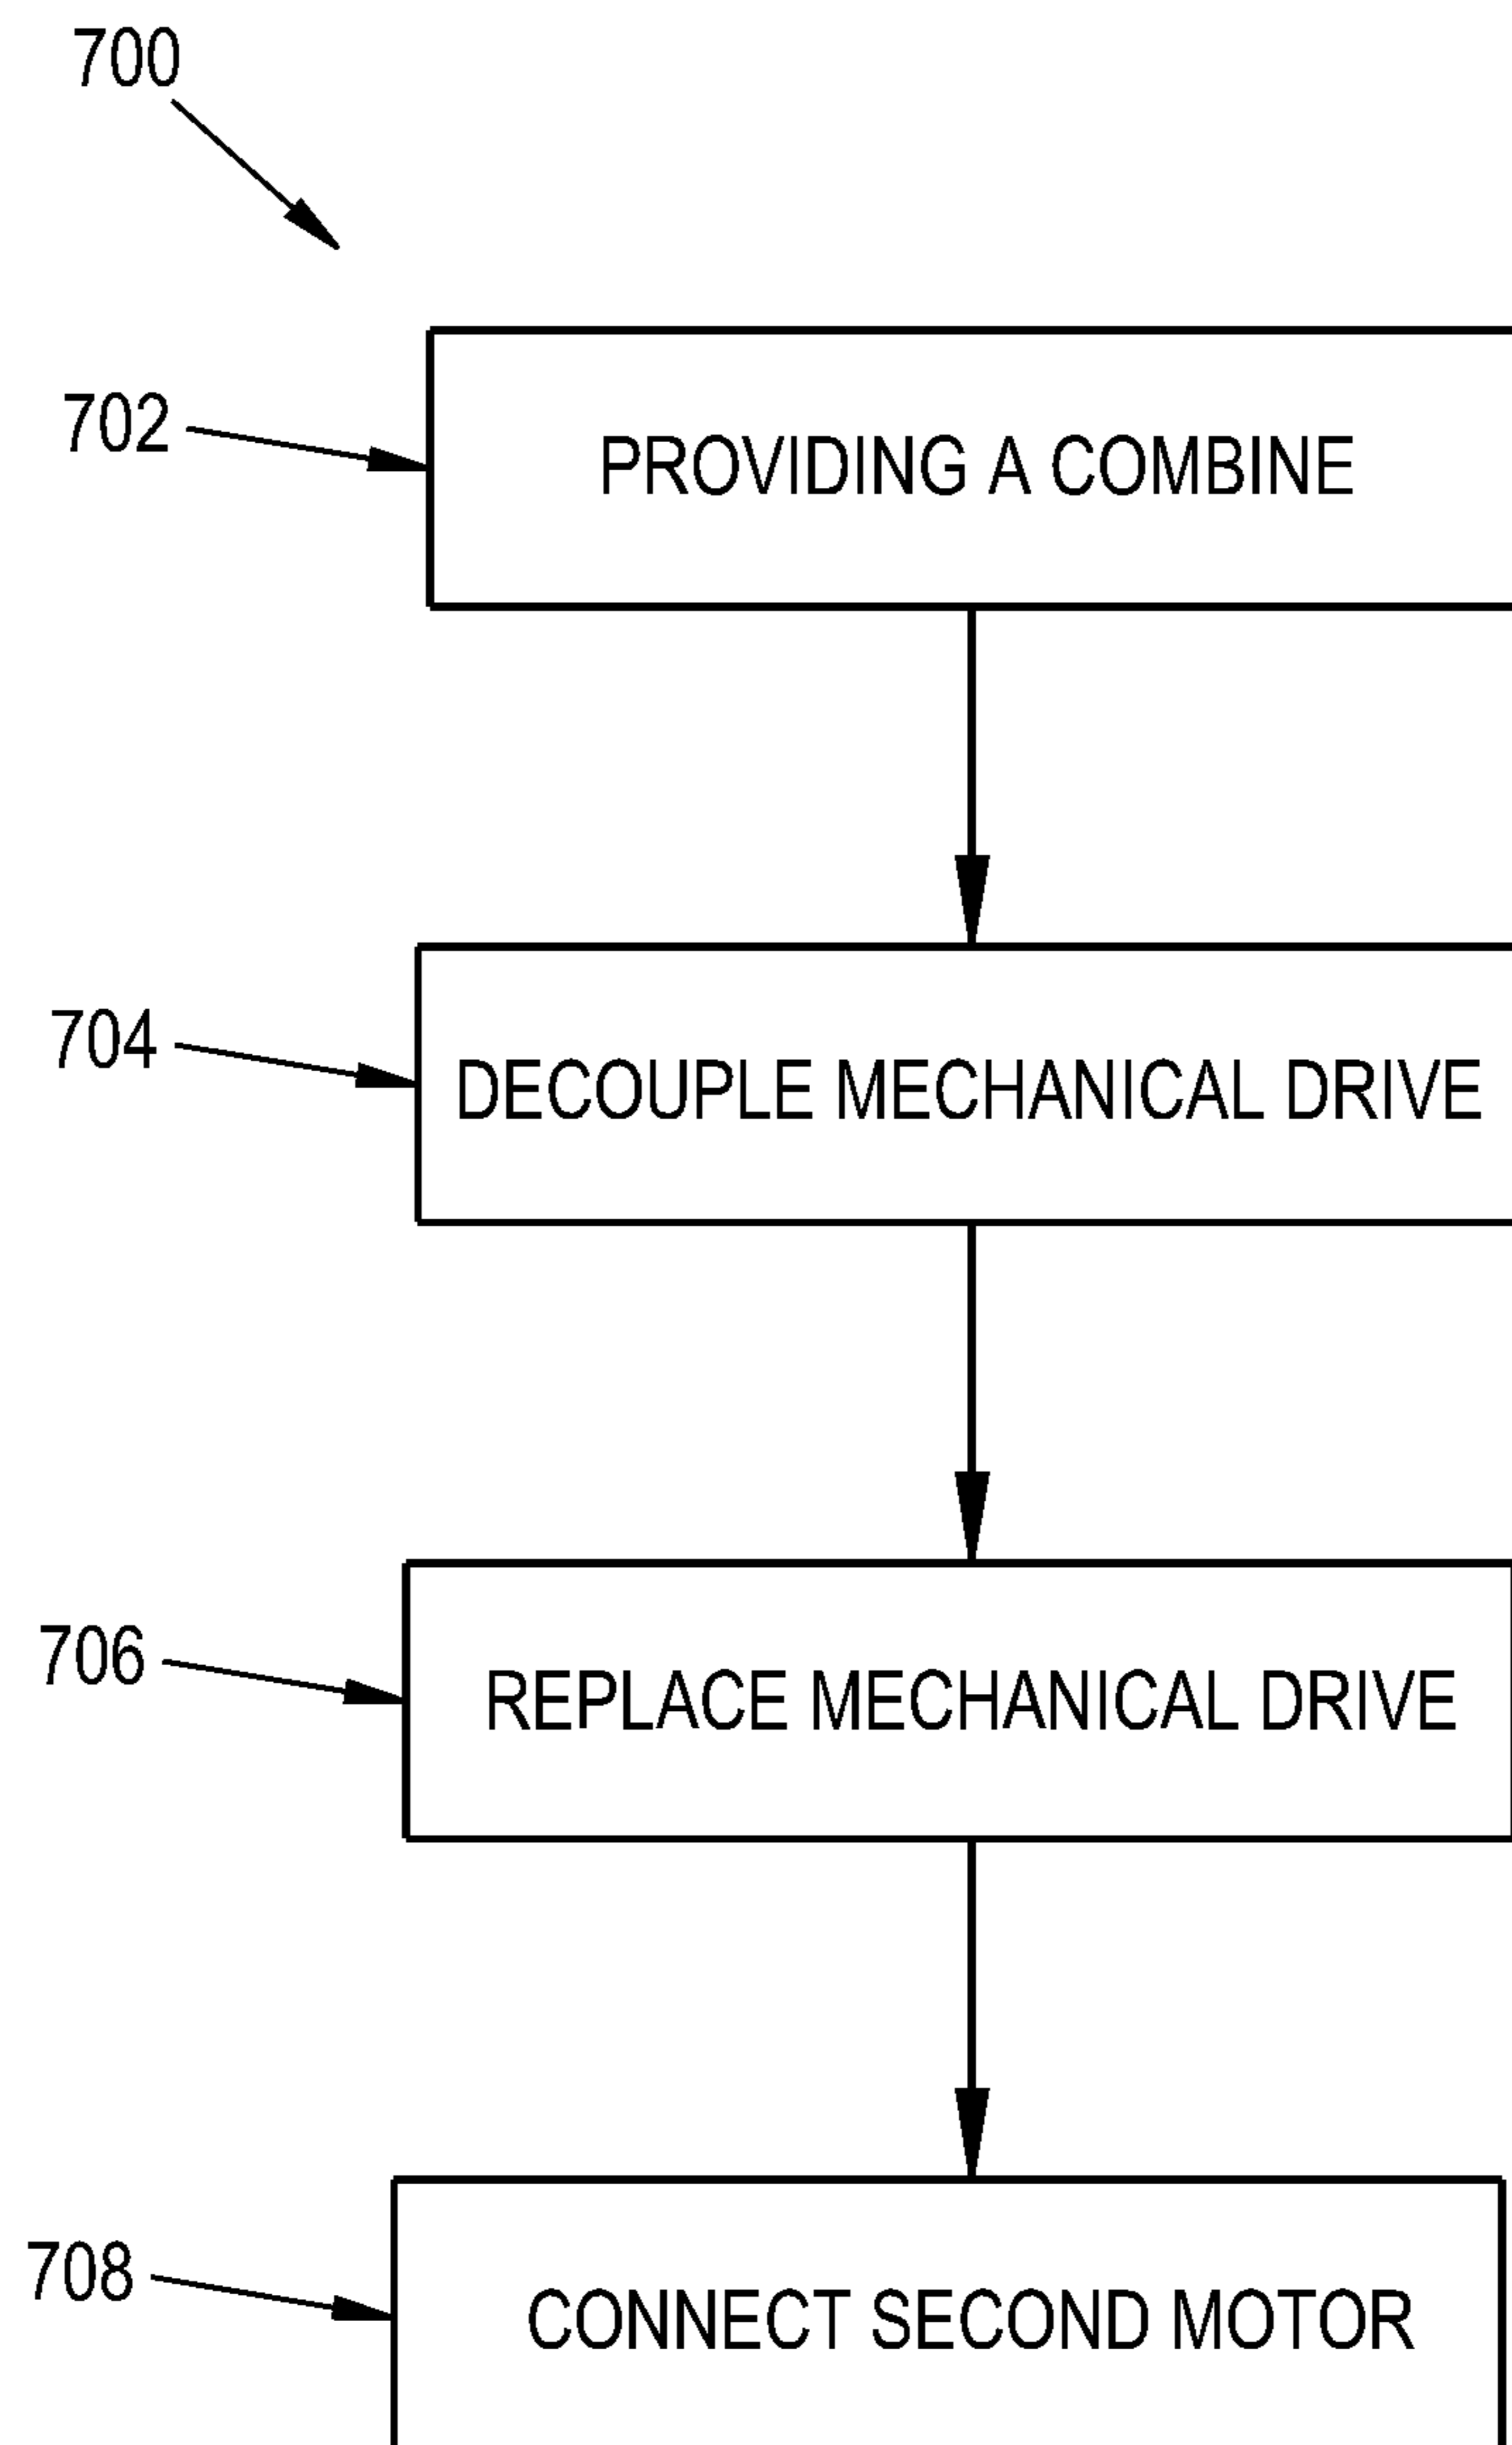 700
702
PROVIDING A COMBINE
704
DECOUPLE MECHANICAL DRIVE
706
REPLACE MECHANICAL DRIVE
708
CONNECT SECOND MOTOR